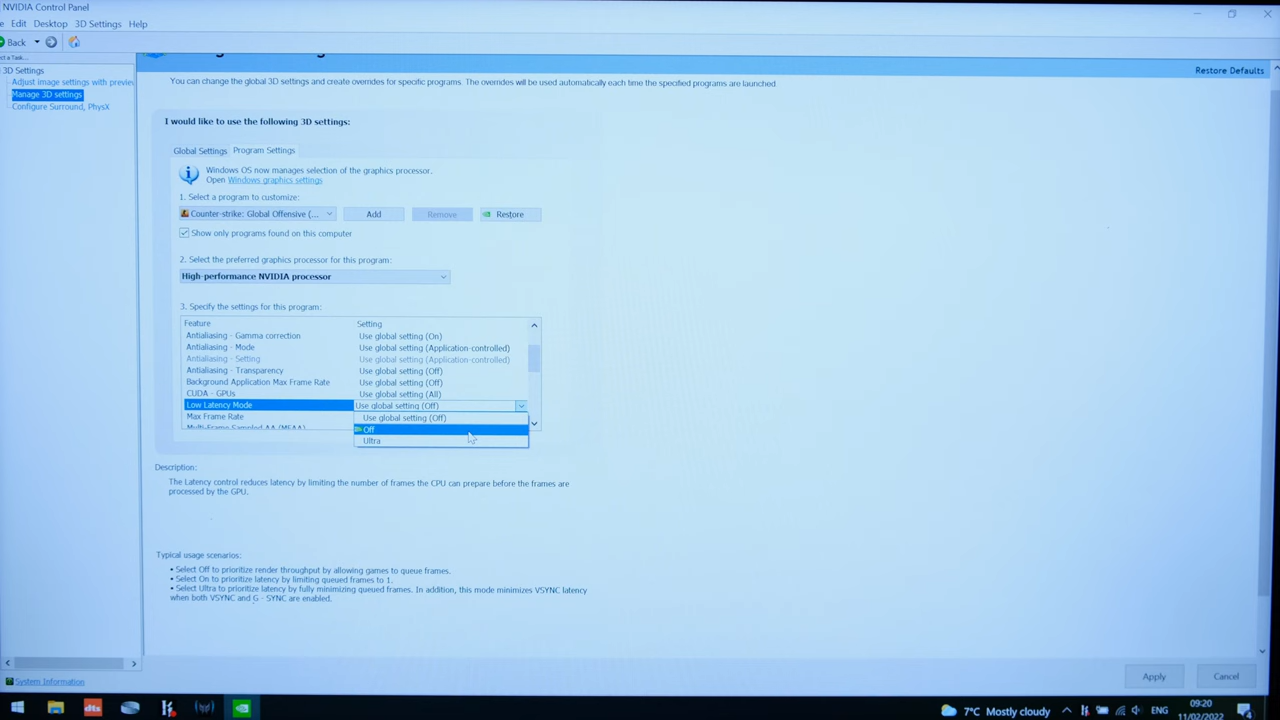 NVIDIA Control Panel
Edit Desktop 3D Settings Help
Back
3D Settings
Adjust image settings with preview
Manage 3D settings
Configure Surround, PhysX
System Information
Restore Defaults
You can change the global 3D settings and create overrides for specific programs. The overrides will be used automatically each time the specified programs are launched
I would like to use the following 3D settings:
Global Settings Program Settings
Windows OS now manages selection of the graphics processor.
Open Windows graphics settings
1. Select a program to customize:
Counter-strike: Global Offensive (... Add Remove Restore
Show only programs found on this computer
2. Select the preferred graphics processor for this program:
High-performance NVIDIA processor
3. Specify the settings for this program:
Feature Setting
Antialiasing - Gamma correction Use global setting (On)
Antialiasing - Mode Use global setting (Application-controlled)
Antialiasing - Setting Use global setting (Application-controlled)
Antialiasing - Transparency Use global setting (Off)
Background Application Max Frame Rate Use global setting (Off)
CUDA - GPUs Use global setting (All)
Low Latency Mode Use global setting (Off)
Max Frame Rate Use global setting (Off)
Multi-Frame Sampled AA (MFAA) Off
Ultra
Description:
The Latency control reduces latency by limiting the number of frames the CPU can prepare before the frames are
processed by the GPU.
Typical usage scenarios:
• Select Off to prioritize render throughput by allowing games to queue frames.
• Select On to prioritize latency by limiting queued frames to 1.
• Select Ultra to prioritize latency by fully minimizing queued frames. In addition, this mode minimizes VSYNC latency
when both VSYNC and G - SYNC are enabled.
Apply Cancel
dts
7°C Mostly cloudy
ENG
09:20
11/02/2022
4